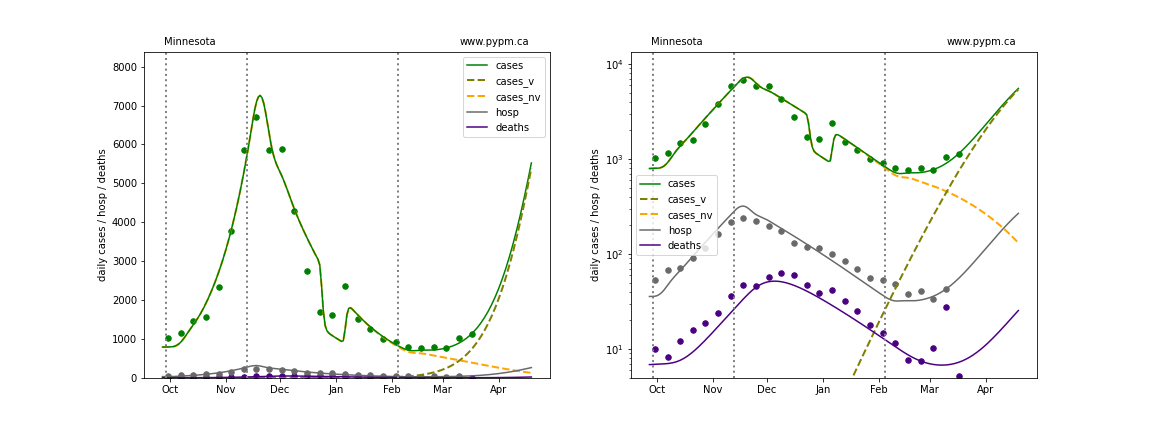 Minnesota www.pypm.ca
8000
7000
6000
5000
4000
3000
2000
1000
0
daily cases / hosp / deaths
cases
cases_v
cases_nv
hosp
deaths
Oct Nov Dec Jan Feb Mar Apr
Minnesota www.pypm.ca
10⁴
10³
10²
10¹
daily cases / hosp / deaths
cases
cases_v
cases_nv
hosp
deaths
Oct Nov Dec Jan Feb Mar Apr